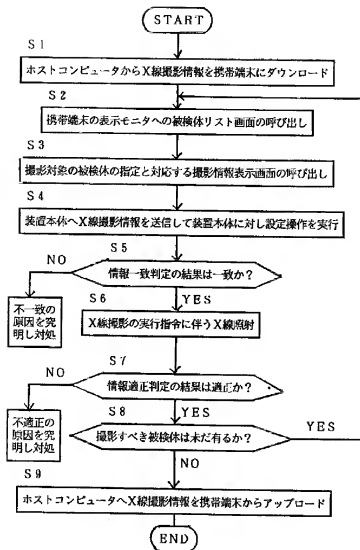 START
S1
ホストコンピュータからX線撮影情報を携帯端末にダウンロード
S2
携帯端末の表示モニタへの被検体リスト画面の呼び出し
S3
撮影対象の被検体の指定と対応する撮影情報表示画面の呼び出し
S4
装置本体へX線撮影情報を送信して装置本体に対し設定操作を実行
S5
情報一致判定の結果は一致か?
NO
YES
不一致の
原因を究
明し対処
S6
X線撮影の実行指令に伴うX線照射
S7
情報適正判定の結果は適正か?
NO
YES
不適正の
原因を究
明し対処
S8
撮影すべき被検体は未だ有るか?
YES
NO
S9
ホストコンピュータへX線撮影情報を携帯端末からアップロード
END